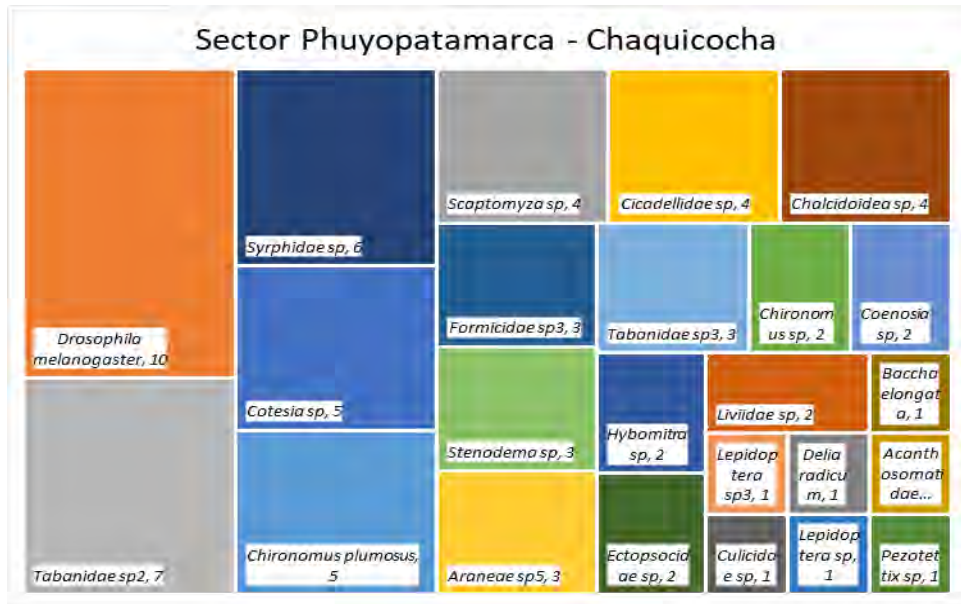 Sector Phuyopatamarca - Chaquicocha
Drosophila
melanogaster, 10
Tabanidae sp2, 7
Syrphidae sp, 6
Cotesia sp, 5
Chironomus plumosus,
5
Scaptomyza sp, 4
Cicadellidae sp, 4
Chalcidoidea sp, 4
Formicidae sp3, 3
Tabanidae sp3, 3
Chironom
us sp, 2
Coenosia
sp, 2
Stenodema sp, 3
Araneae sp5, 3
Hybomitra
sp, 2
Ectopsocid
ae sp, 2
Liviidae sp, 2
Baccha
elongat
a, 1
Lepidop
tera
sp3, 1
Delia
radicu
m, 1
Acanth
osomati
dae...
Culicida
e sp, 1
Lepidop
tera sp,
1
Pezotet
tix sp, 1